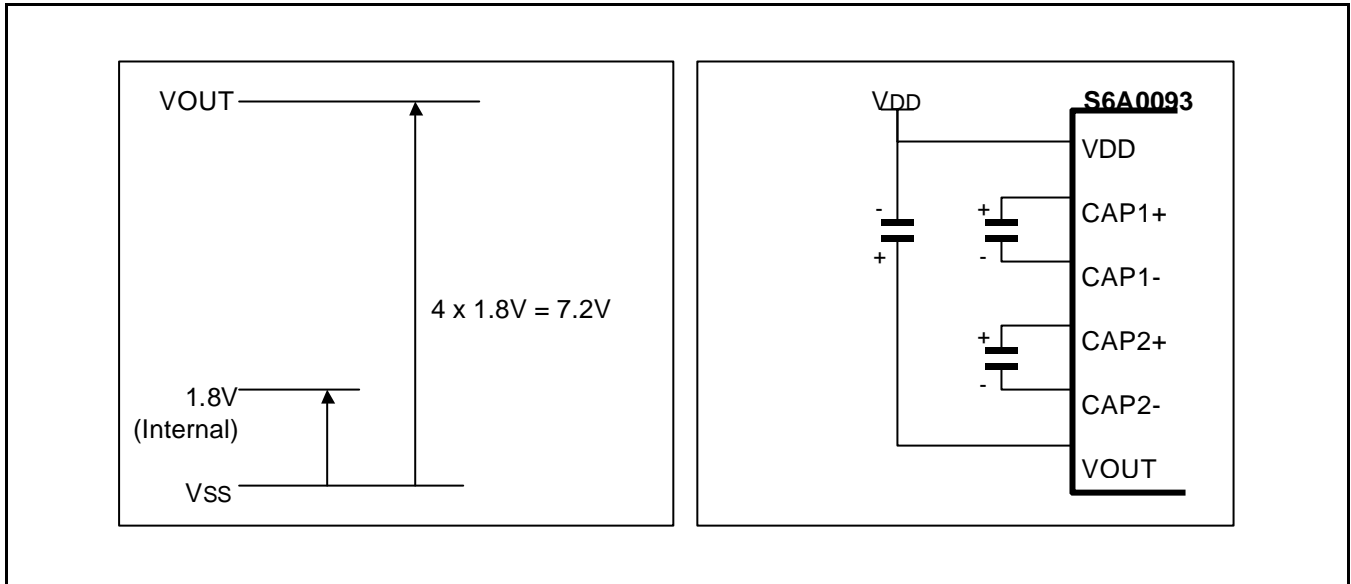 VOUT
4 x 1.8V = 7.2V
1.8V
(Internal)
VSS
VDD
S6A0093
VDD
-
+
+
CAP1+
-
CAP1-
+
CAP2+
-
CAP2-
VOUT